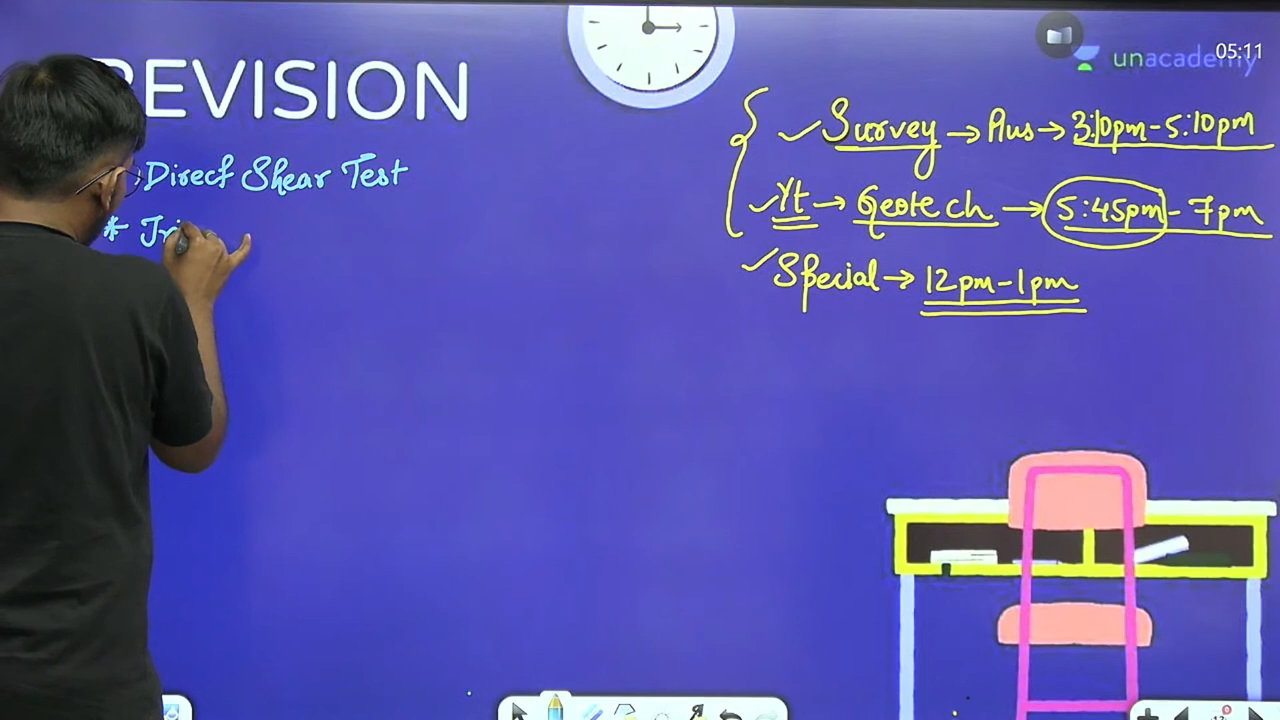 05:11
unacademy
REVISION
Survey → Plus → 3:10pm-5:10pm
Direct Shear Test
Yt → Geotech → 5:45pm - 7pm
* Tri
Special → 12pm-1pm